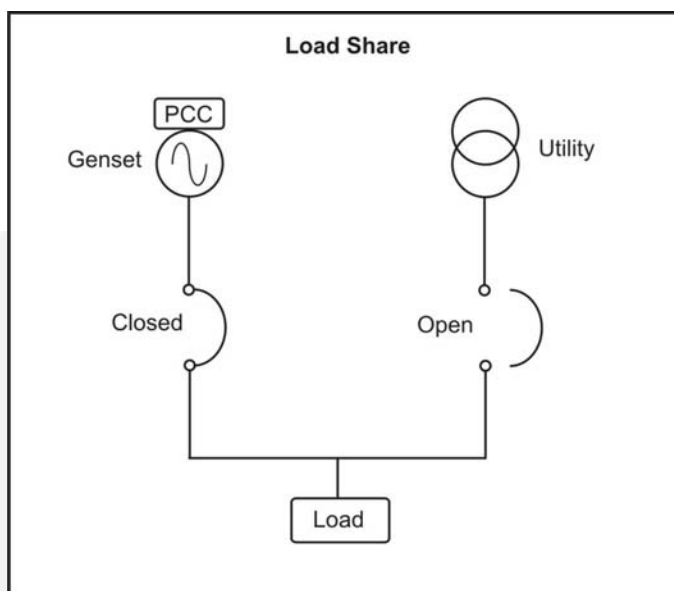 Load Share
PCC
Genset
Utility
Closed
Open
Load